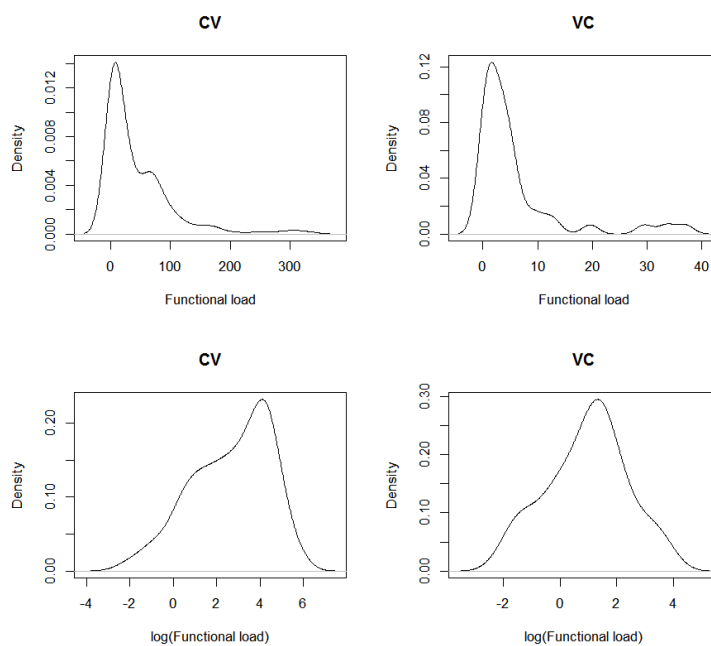 CV
Density
0.000 0.004 0.008 0.012
0 100 200 300
Functional load
VC
Density
0.00 0.04 0.08 0.12
0 10 20 30 40
Functional load
CV
Density
0.00 0.10 0.20
-4 -2 0 2 4 6
log(Functional load)
VC
Density
0.00 0.10 0.20 0.30
-2 0 2 4
log(Functional load)